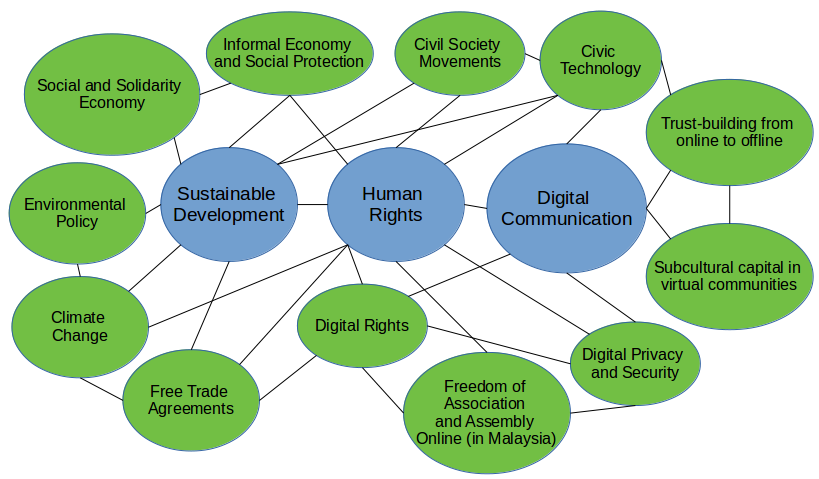 Informal Economy
and Social Protection
Civil Society
Movements
Civic
Technology
Social and Solidarity
Economy
Trust-building from
online to offline
Sustainable
Development
Human
Rights
Digital
Communication
Environmental
Policy
Subcultural capital in
virtual communities
Climate
Change
Digital Rights
Digital Privacy
and Security
Free Trade
Agreements
Freedom of
Association
and Assembly
Online (in Malaysia)